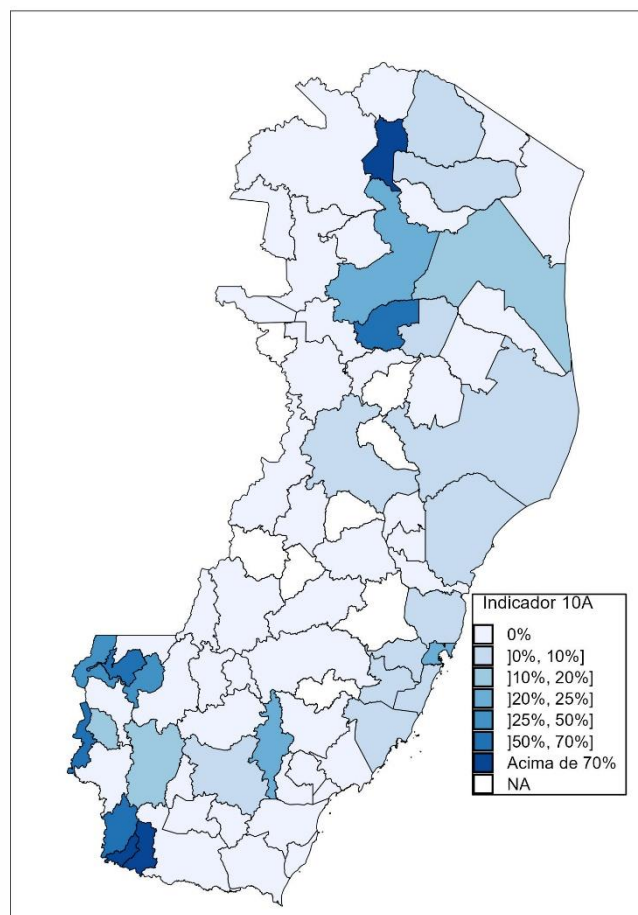 Indicador 10A
0%
]0%, 10%]
]10%, 20%]
]20%, 25%]
]25%, 50%]
]50%, 70%]
Acima de 70%
NA